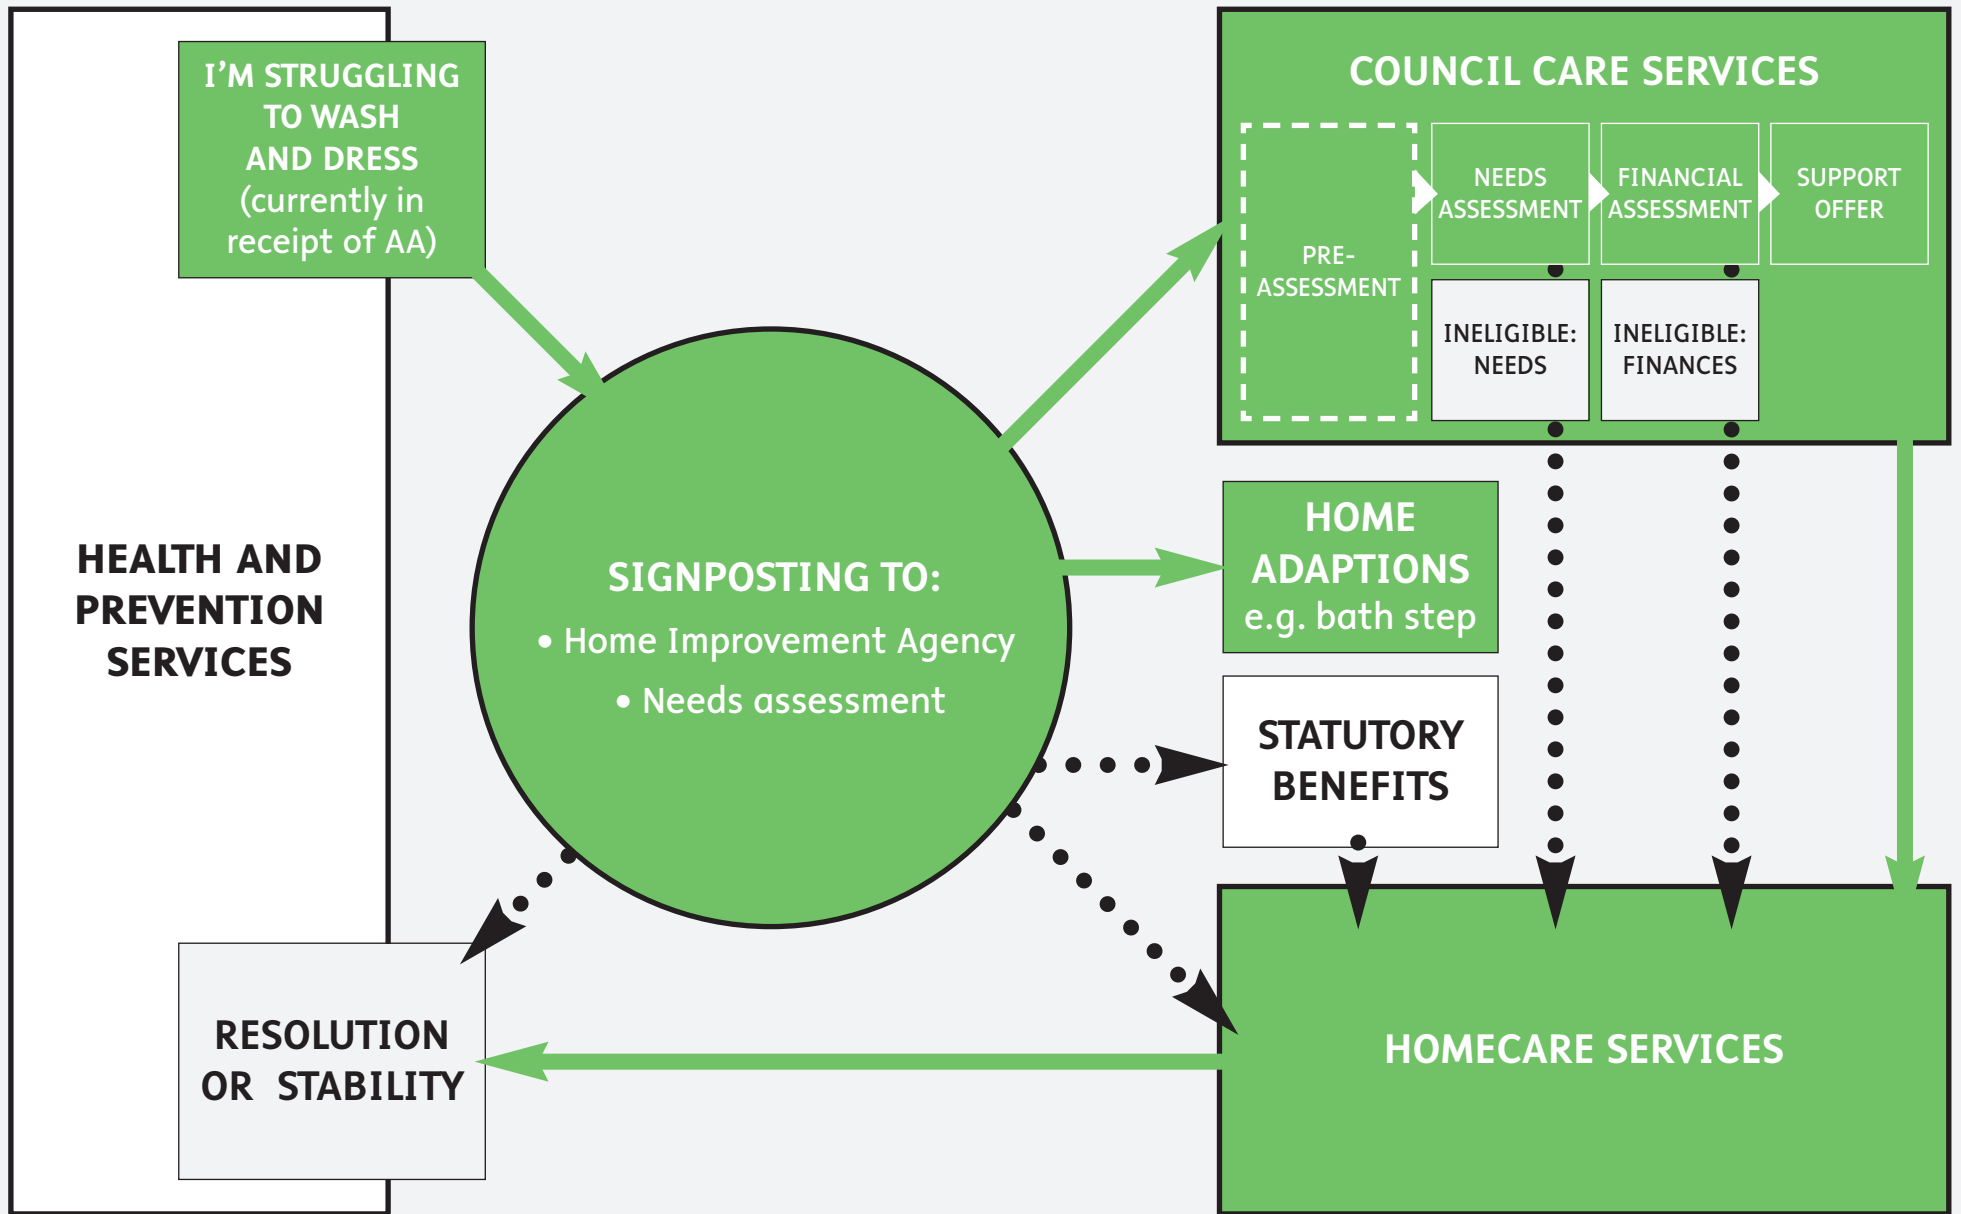 I’M STRUGGLING
TO WASH
AND DRESS
(currently in
receipt of AA)
HEALTH AND
PREVENTION
SERVICES
RESOLUTION
OR STABILITY
SIGNPOSTING TO:
• Home Improvement Agency
• Needs assessment
COUNCIL CARE SERVICES
PRE-
ASSESSMENT
NEEDS
ASSESSMENT
FINANCIAL
ASSESSMENT
SUPPORT
OFFER
INELIGIBLE:
NEEDS
INELIGIBLE:
FINANCES
HOME
ADAPTIONS
e.g. bath step
STATUTORY
BENEFITS
HOMECARE SERVICES